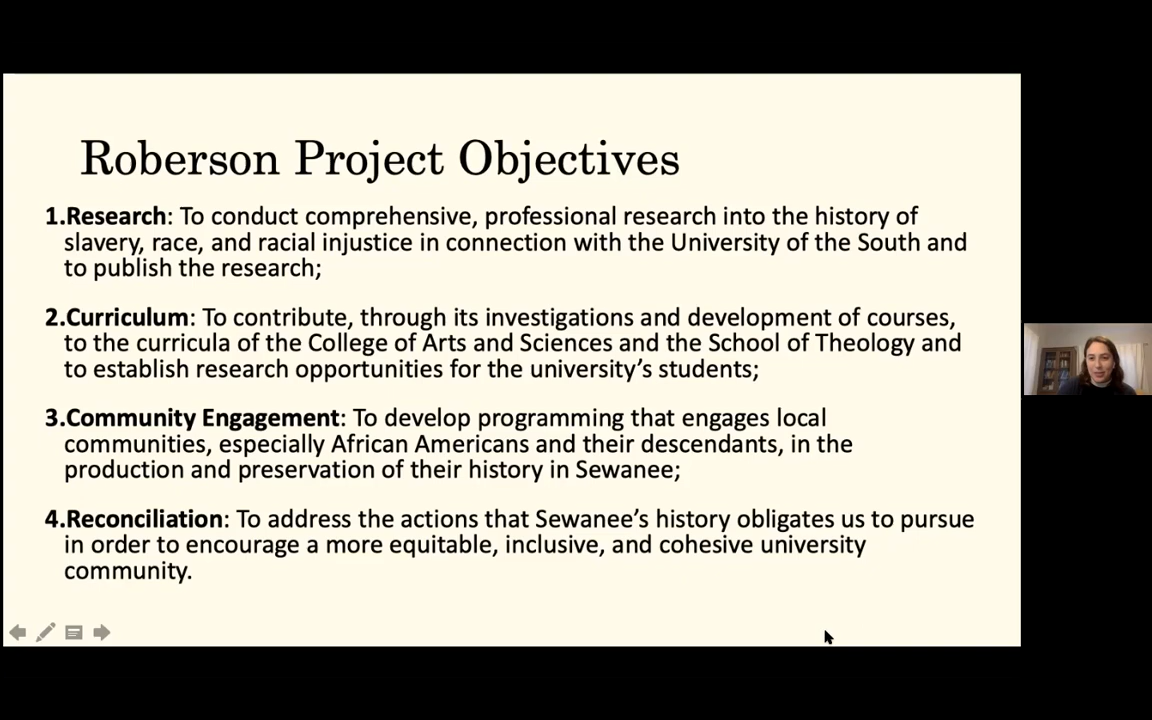 Roberson Project Objectives
1.Research: To conduct comprehensive, professional research into the history of
slavery, race, and racial injustice in connection with the University of the South and
to publish the research;
2.Curriculum: To contribute, through its investigations and development of courses,
to the curricula of the College of Arts and Sciences and the School of Theology and
to establish research opportunities for the university’s students;
3.Community Engagement: To develop programming that engages local
communities, especially African Americans and their descendants, in the
production and preservation of their history in Sewanee;
4.Reconciliation: To address the actions that Sewanee’s history obligates us to pursue
in order to encourage a more equitable, inclusive, and cohesive university
community.